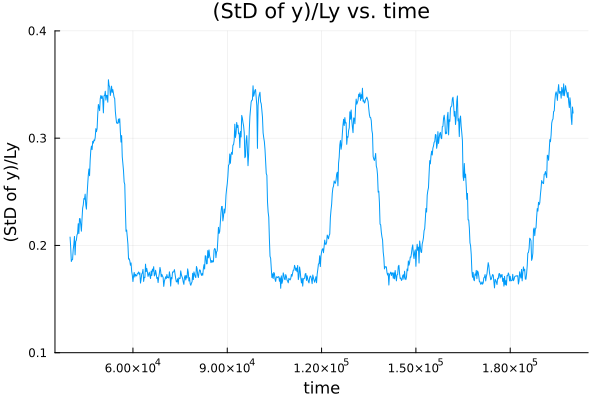 (StD of y)/Ly vs. time
0.4
0.3
0.2
0.1
(StD of y)/Ly
6.00×10⁴ 9.00×10⁴ 1.20×10⁵ 1.50×10⁵ 1.80×10⁵
time